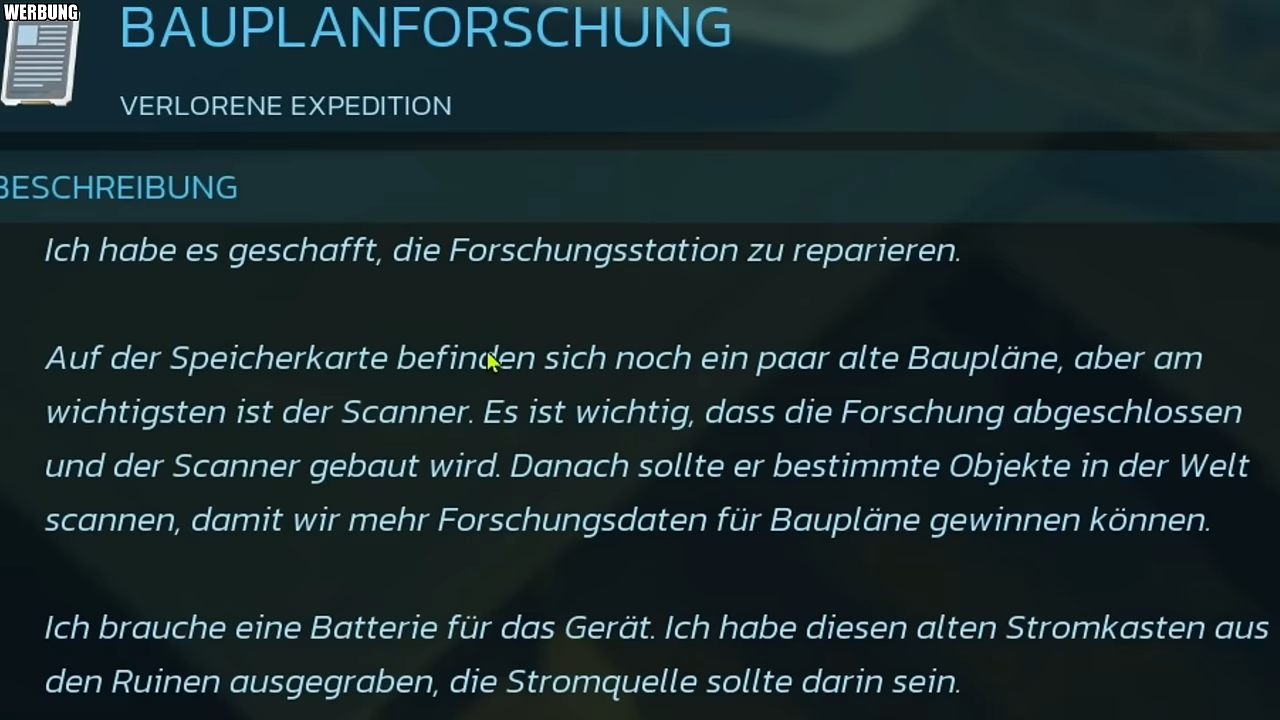 WERBUNG
BAUPLANFORSCHUNG
VERLORENE EXPEDITION
BESCHREIBUNG
Ich habe es geschafft, die Forschungsstation zu reparieren.
Auf der Speicherkarte befinden sich noch ein paar alte Baupläne, aber am
wichtigsten ist der Scanner. Es ist wichtig, dass die Forschung abgeschlossen
und der Scanner gebaut wird. Danach sollte er bestimmte Objekte in der Welt
scannen, damit wir mehr Forschungsdaten für Baupläne gewinnen können.
Ich brauche eine Batterie für das Gerät. Ich habe diesen alten Stromkasten aus
den Ruinen ausgegraben, die Stromquelle sollte darin sein.